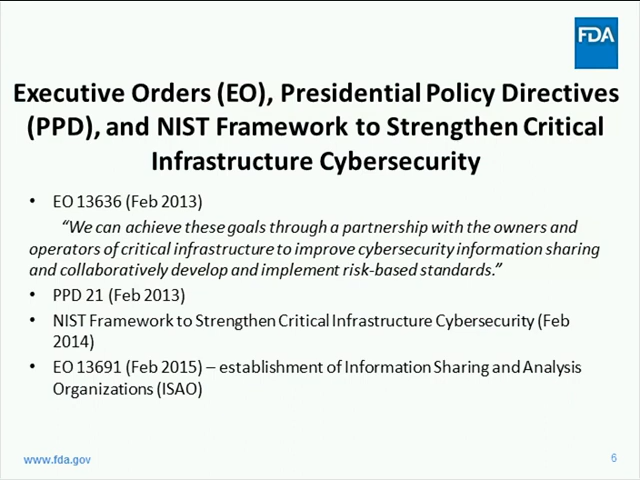 FDA
Executive Orders (EO), Presidential Policy Directives
(PPD), and NIST Framework to Strengthen Critical
Infrastructure Cybersecurity
• EO 13636 (Feb 2013)
“We can achieve these goals through a partnership with the owners and
operators of critical infrastructure to improve cybersecurity information sharing
and collaboratively develop and implement risk-based standards.”
• PPD 21 (Feb 2013)
• NIST Framework to Strengthen Critical Infrastructure Cybersecurity (Feb
2014)
• EO 13691 (Feb 2015) – establishment of Information Sharing and Analysis
Organizations (ISAO)
www.fda.gov
6